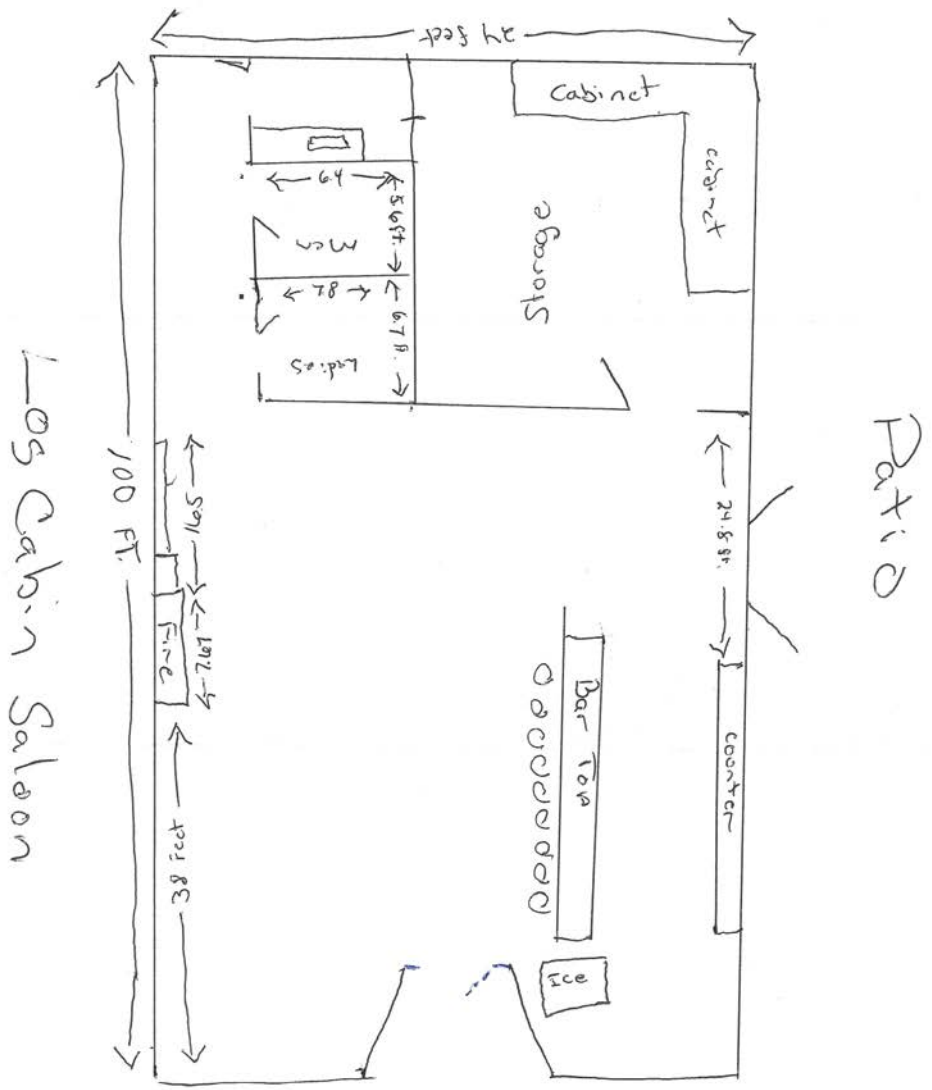 24 feet
Cabinet
cabinet
6.4
5.6 ft.
Men
Storage
7.8
6.7 ft.
Ladies
Patio
16.5
24.8 ft.
100 FT.
7.67
Fire
Bar Top
counter
38 Feet
Ice
Log Cabin Saloon